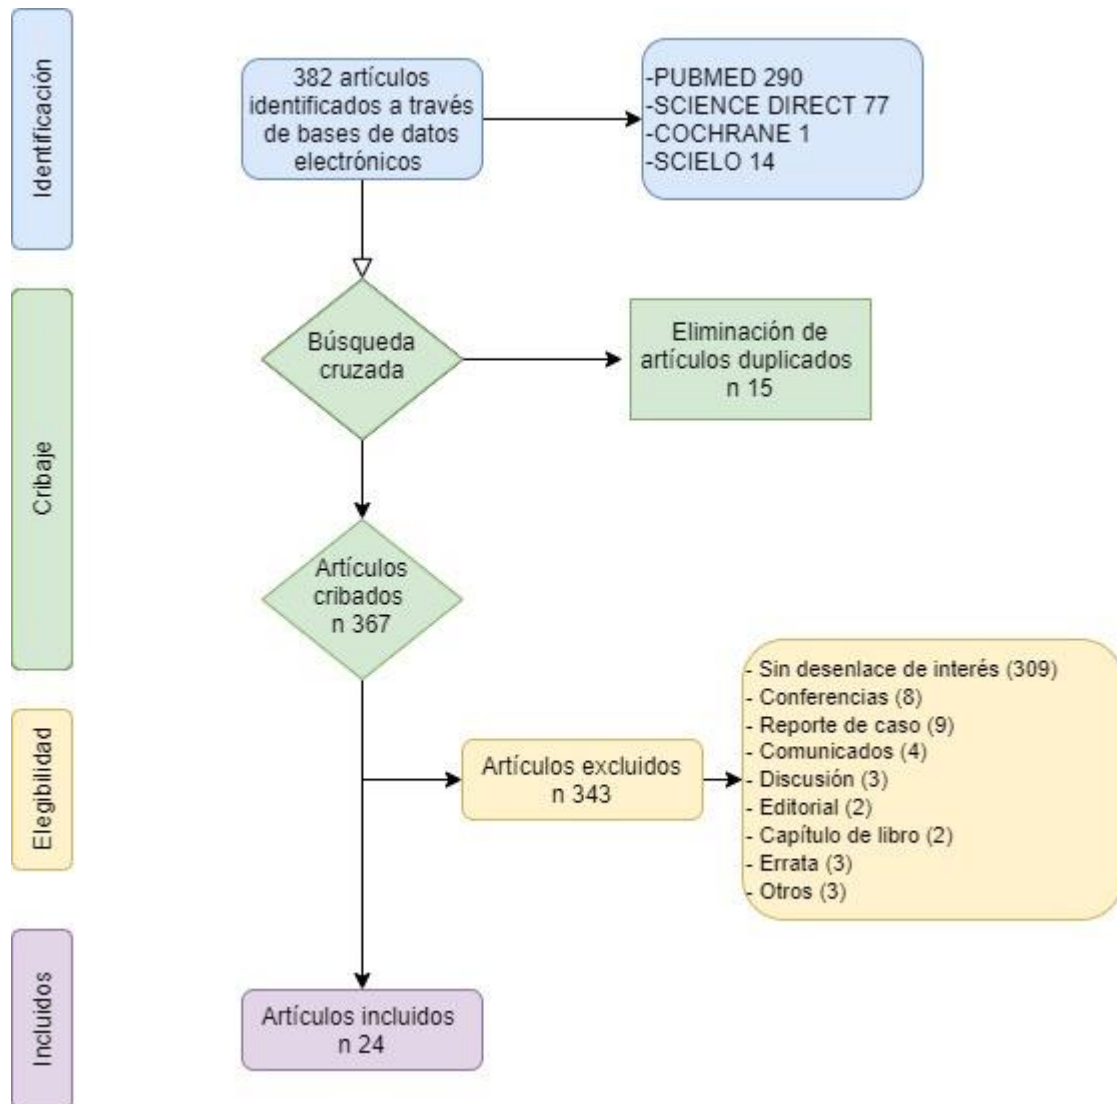 Identificación
382 artículos
identificados a través
de bases de datos
electrónicos
-PUBMED 290
-SCIENCE DIRECT 77
-COCHRANE 1
-SCIELO 14
Cribaje
Búsqueda
cruzada
Eliminación de
artículos duplicados
n 15
Artículos
cribados
n 367
Elegibilidad
Artículos excluidos
n 343
- Sin desenlace de interés (309)
- Conferencias (8)
- Reporte de caso (9)
- Comunicados (4)
- Discusión (3)
- Editorial (2)
- Capítulo de libro (2)
- Errata (3)
- Otros (3)
Incluidos
Artículos incluidos
n 24